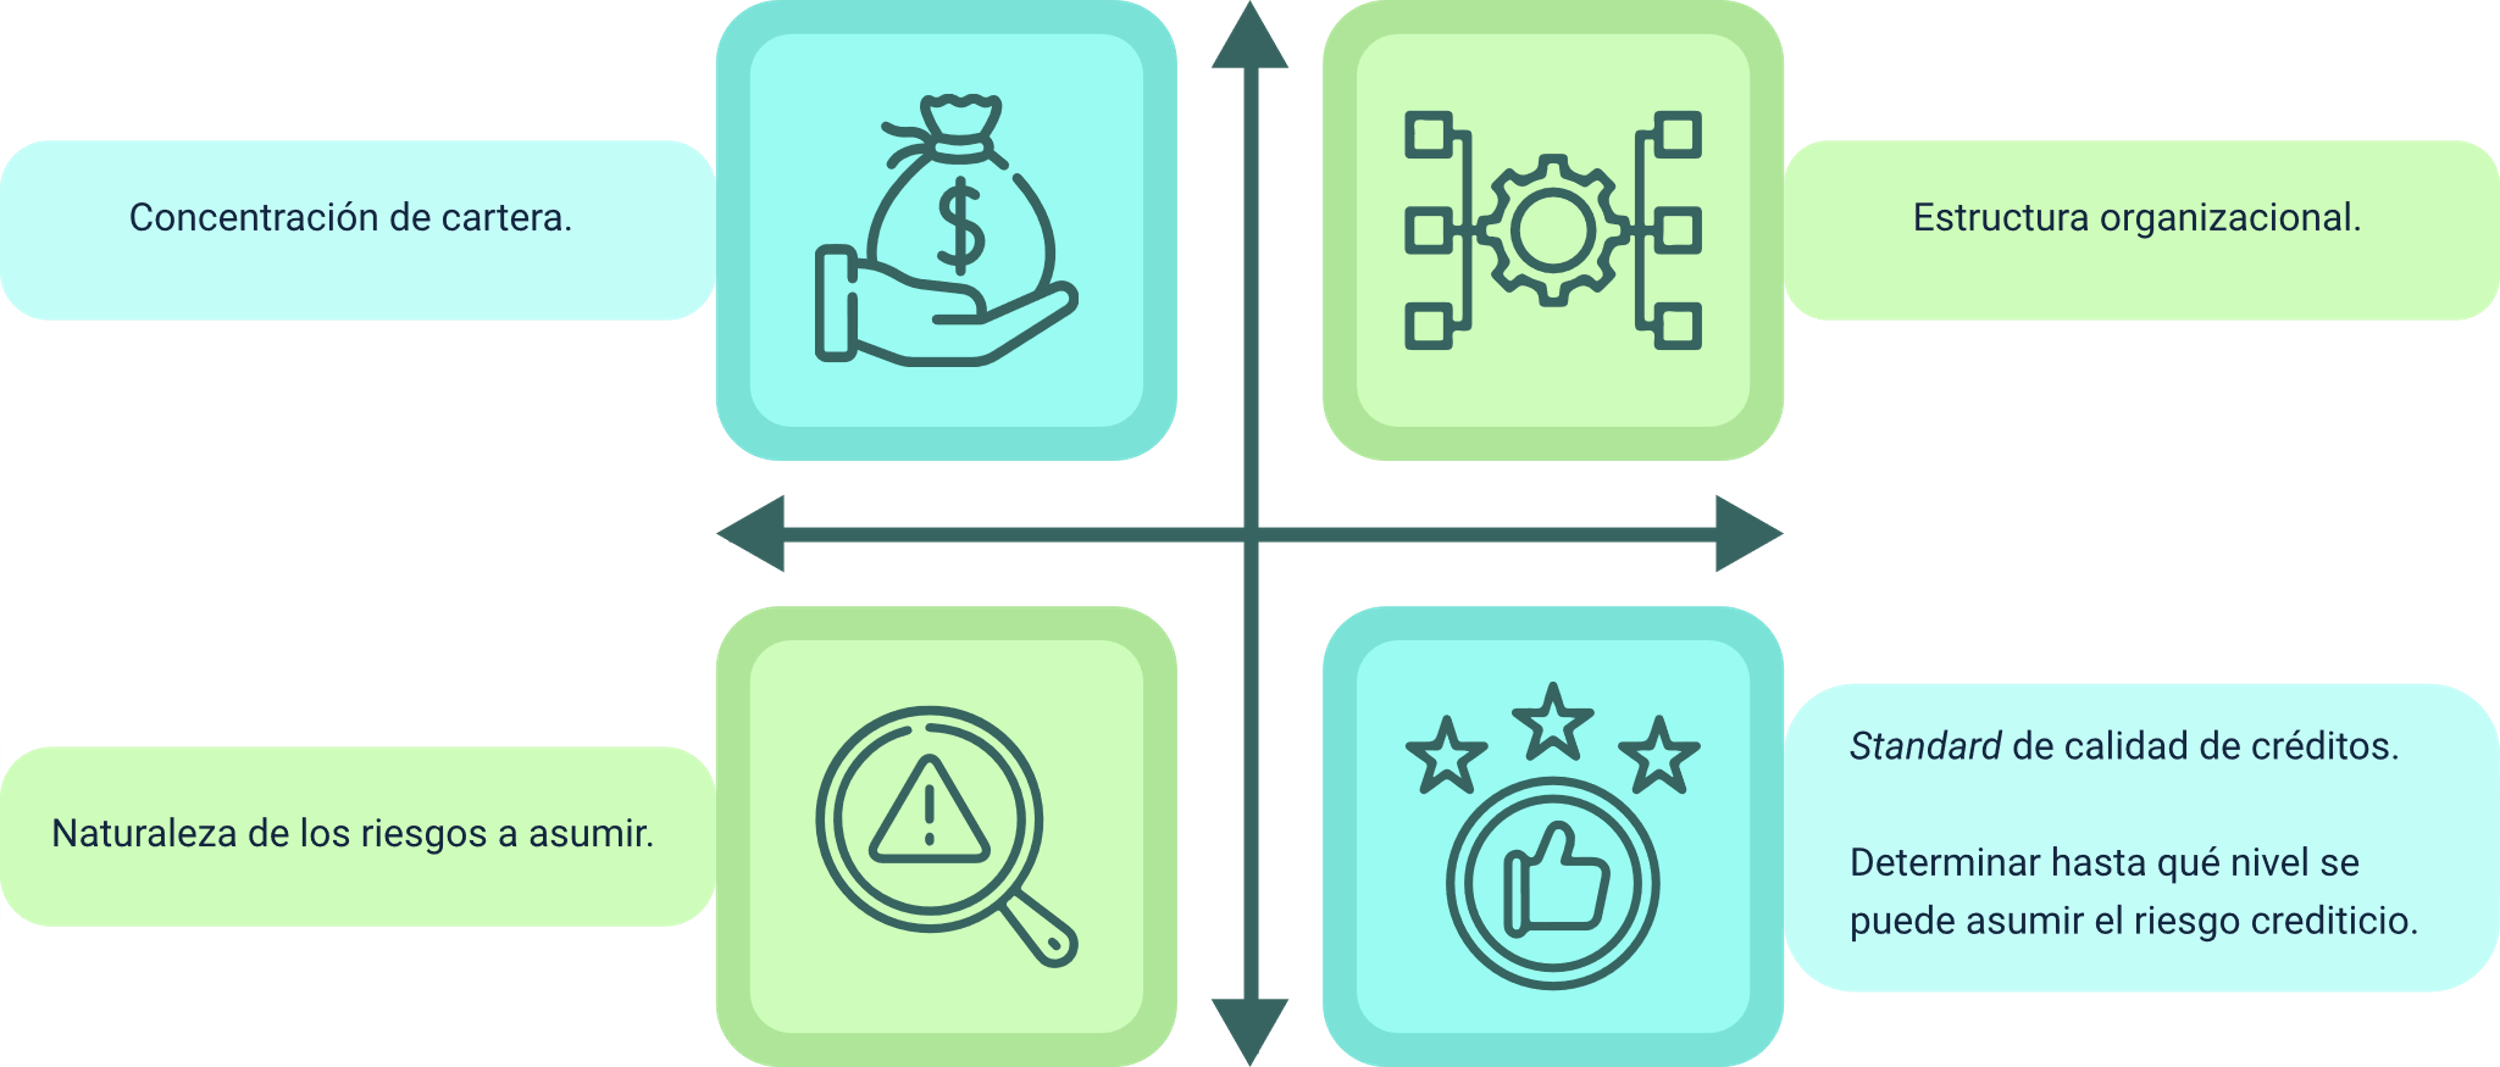 Concentración de cartera.
Estructura organizacional.
Naturaleza de los riesgos a asumir.
Standard de calidad de créditos.
Determinar hasta qué nivel se
puede asumir el riesgo crediticio.